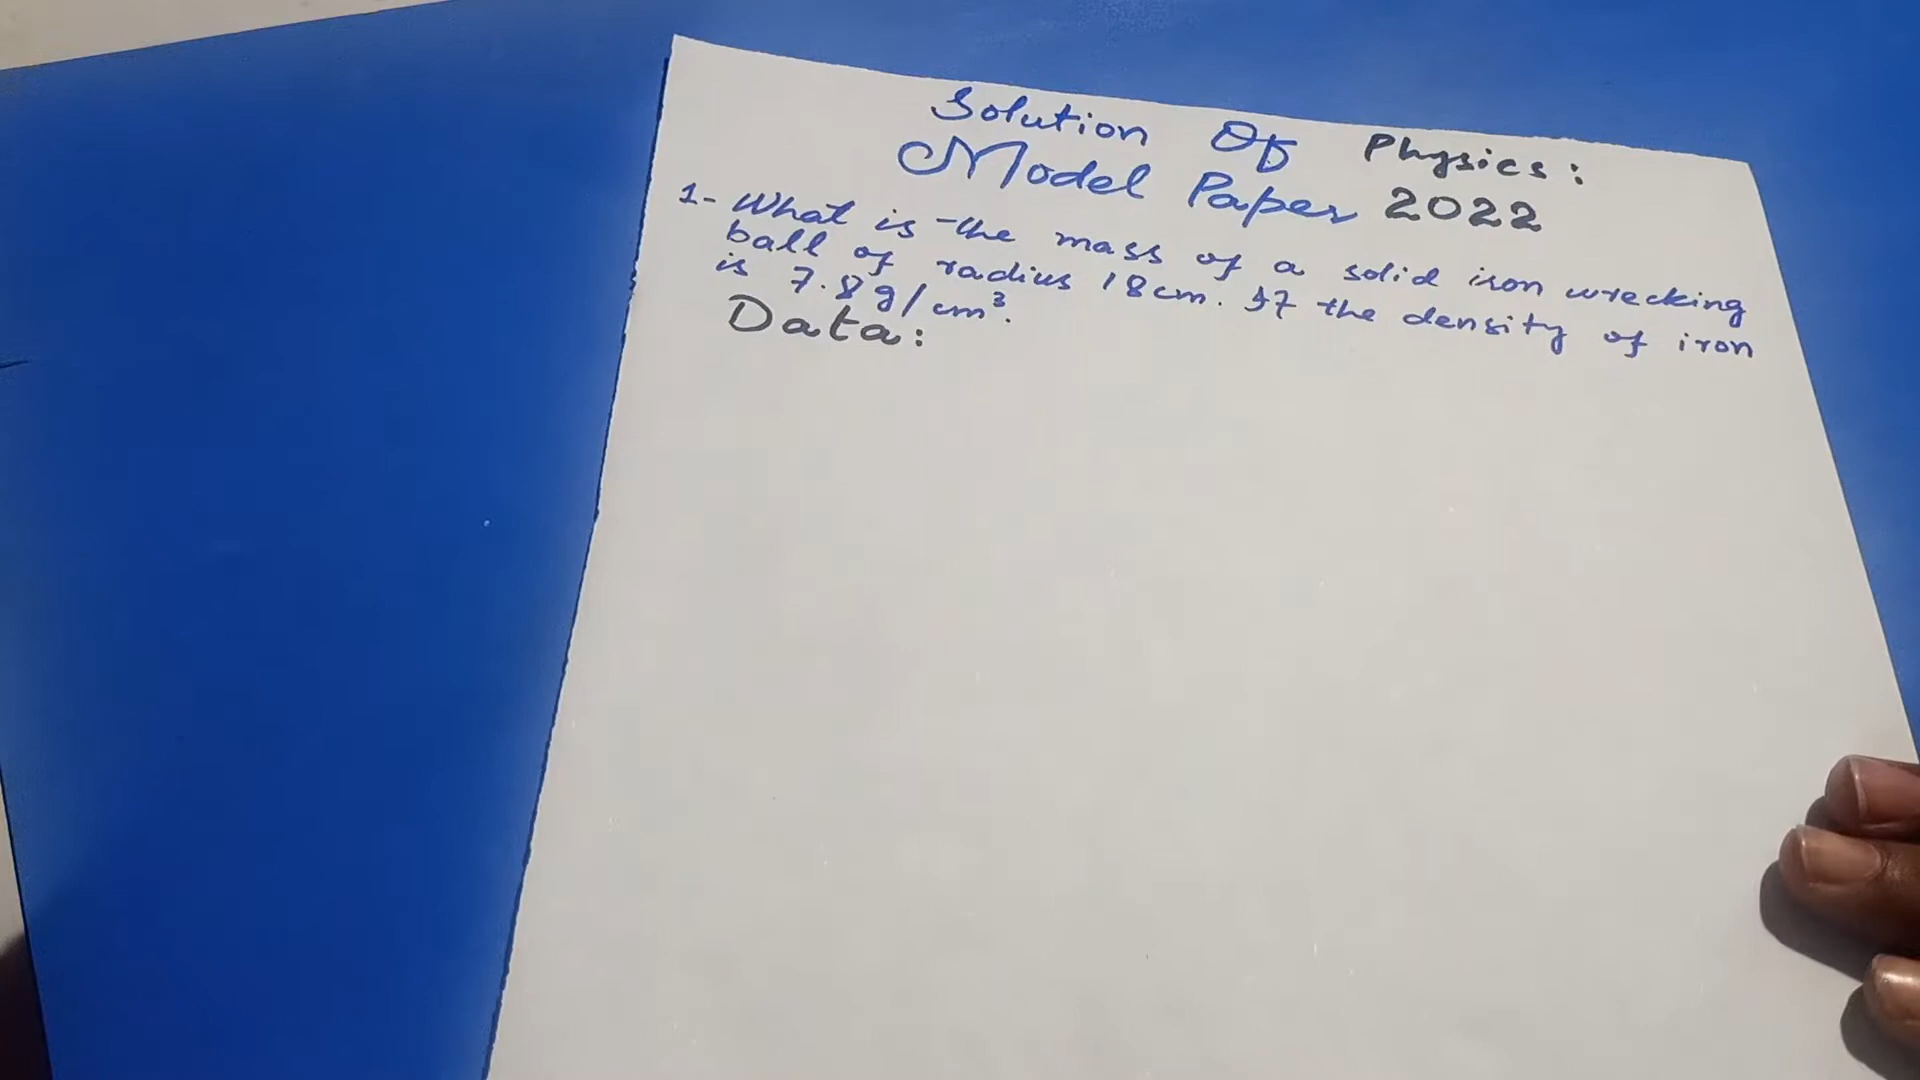 Solution Of Physics:
Model Paper 2022
1- What is the mass of a solid iron wrecking
ball of radius 18cm. If the density of iron
is 7.8g/cm³.
Data: